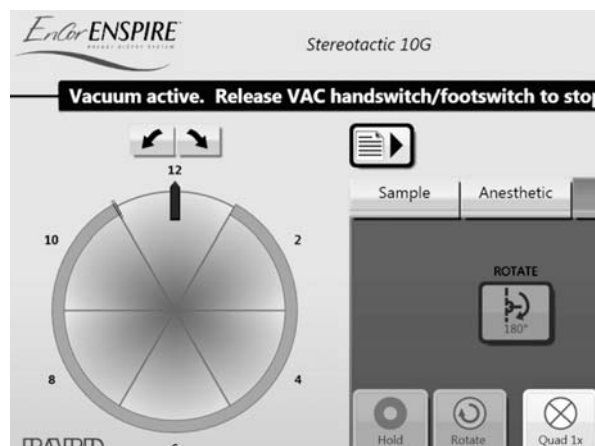 EnCor ENSPIRE
BREAST BIOPSY SYSTEM
Stereotactic 10G
Vacuum active. Release VAC handswitch/footswitch to stop
12
Sample
Anesthetic
10
2
ROTATE
180°
8
4
Hold
Rotate
Quad 1x
BARD